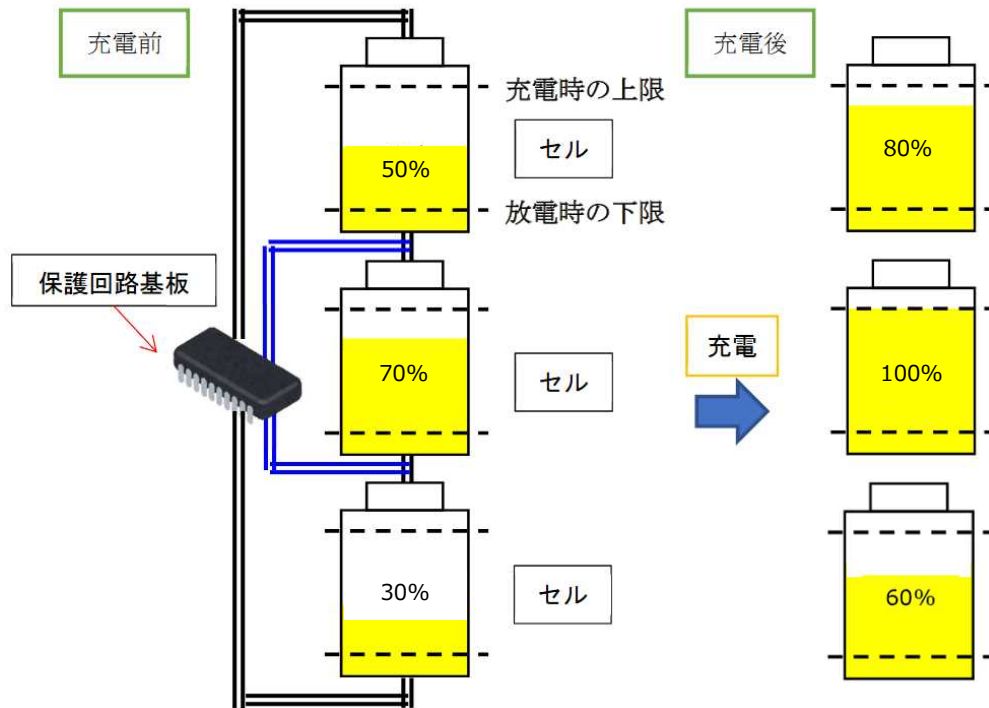 充電前
充電後
充電時の上限
セル
50%
80%
放電時の下限
保護回路基板
充電
70%
セル
100%
30%
セル
60%